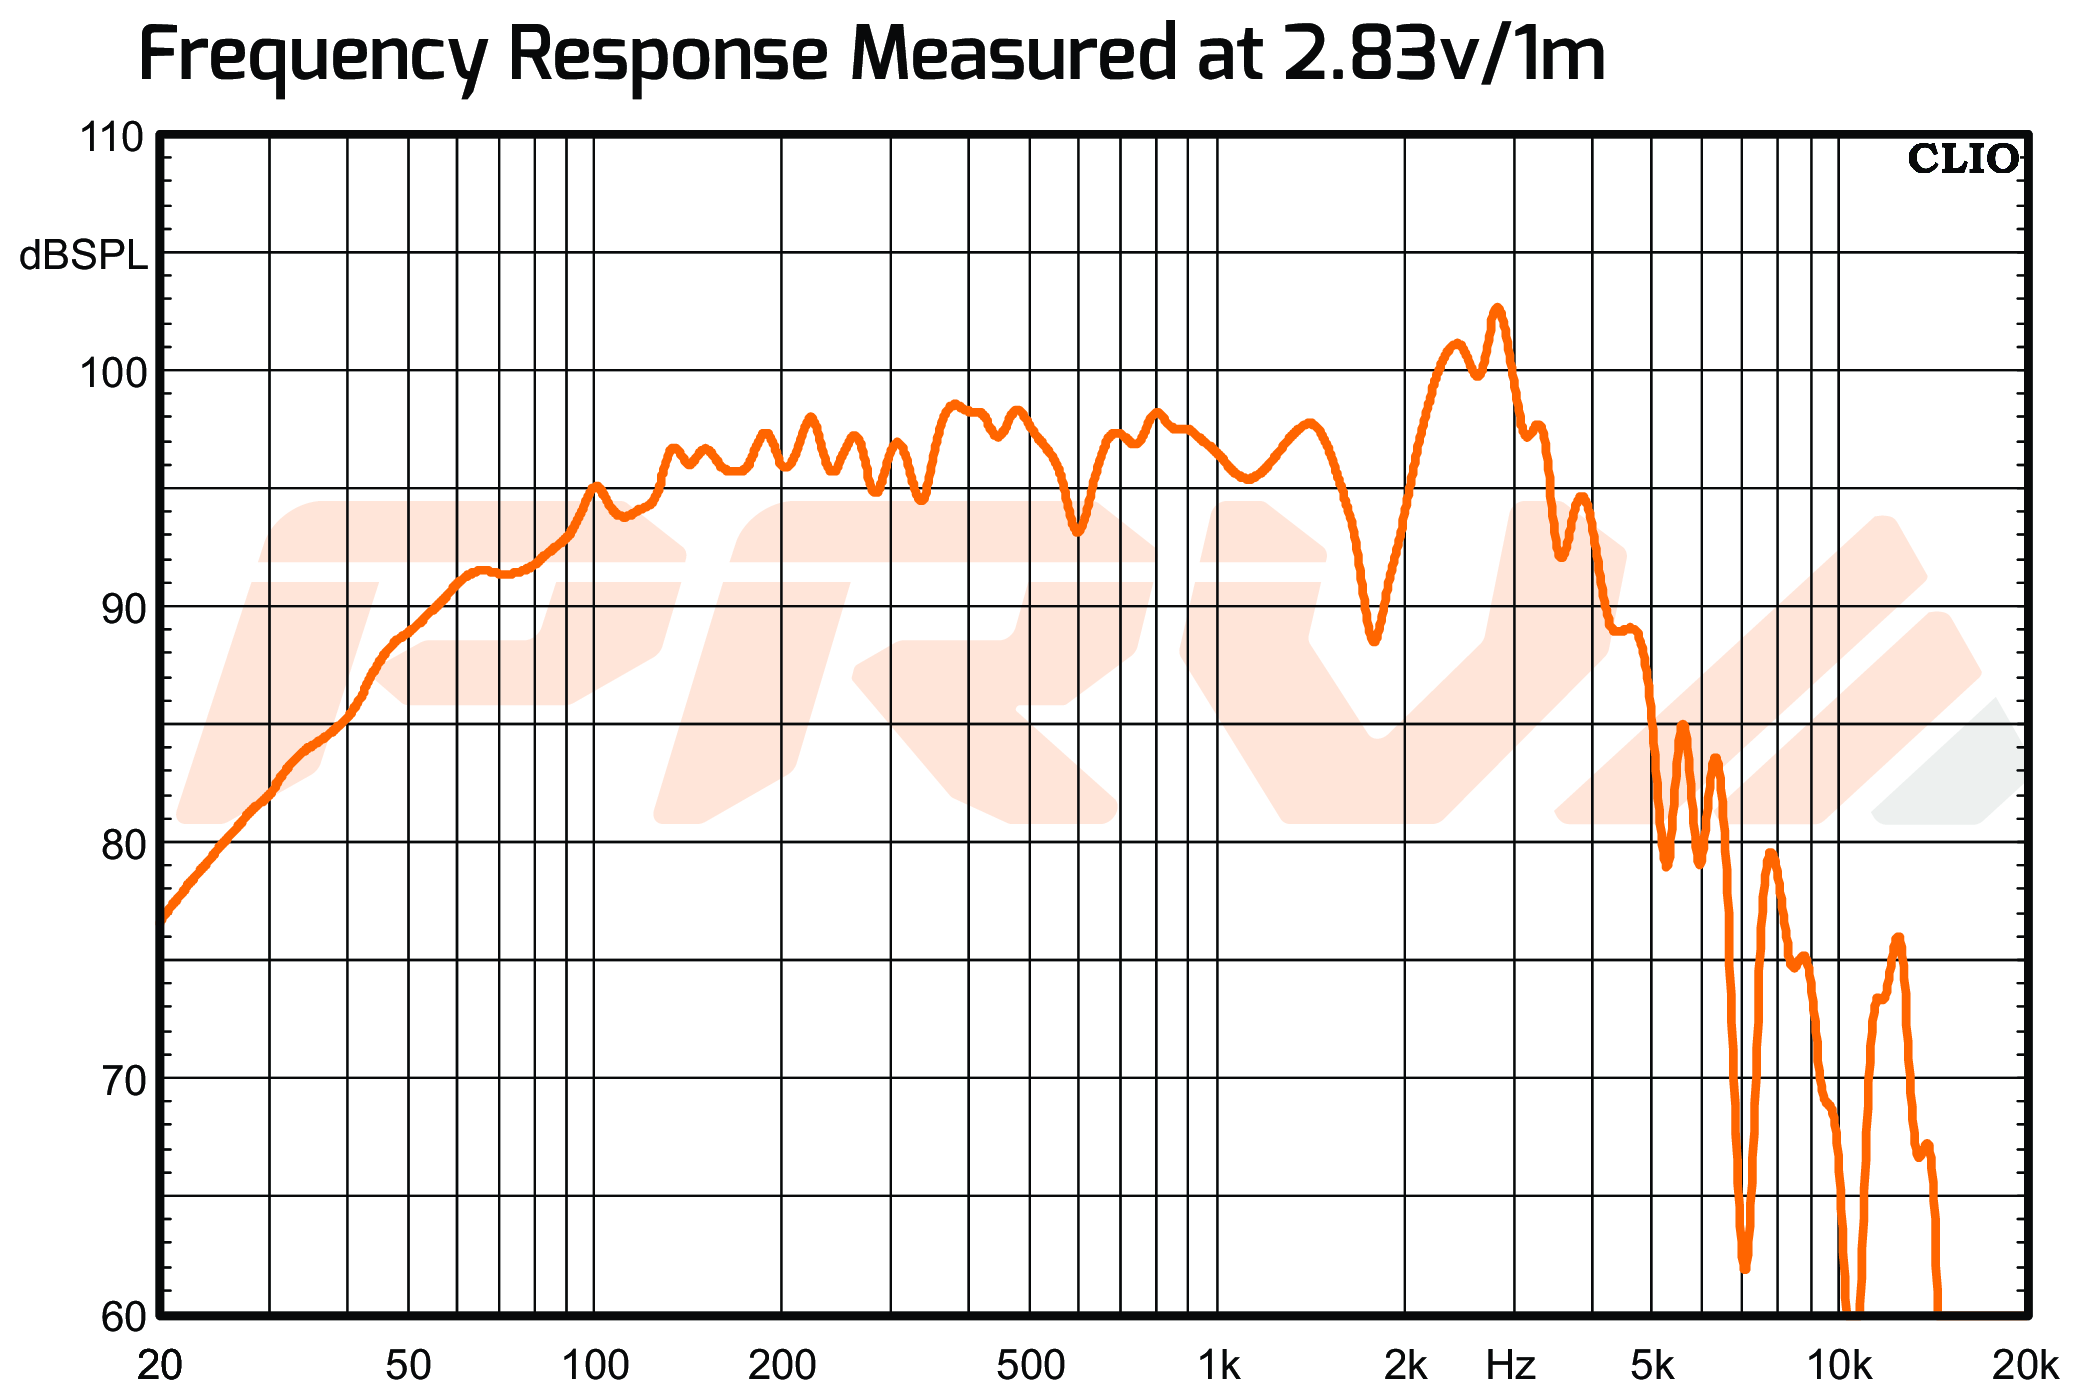 Frequency Response Measured at 2.83v/1m
110
CLIO
dBSPL
100
90
PRV
80
70
60
20 50 100 200 500 1k 2k Hz 5k 10k 20k